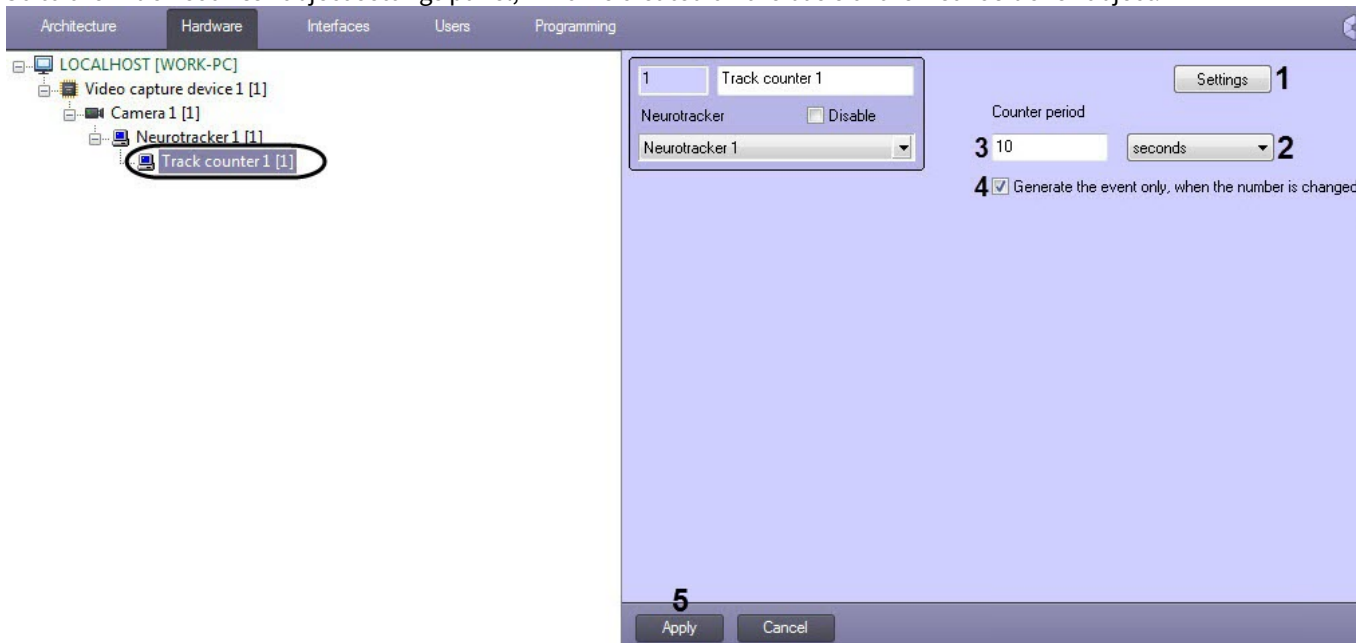 Architecture Hardware Interfaces Users Programming
LOCALHOST [WORK-PC]
Video capture device 1 [1]
Camera 1 [1]
Neurotracker 1 [1]
Track counter 1 [1]
1 Track counter 1
Neurotracker Disable
Neurotracker 1
Settings 1
Counter period
3 10 seconds 2
4 Generate the event only, when the number is changed
5
Apply Cancel